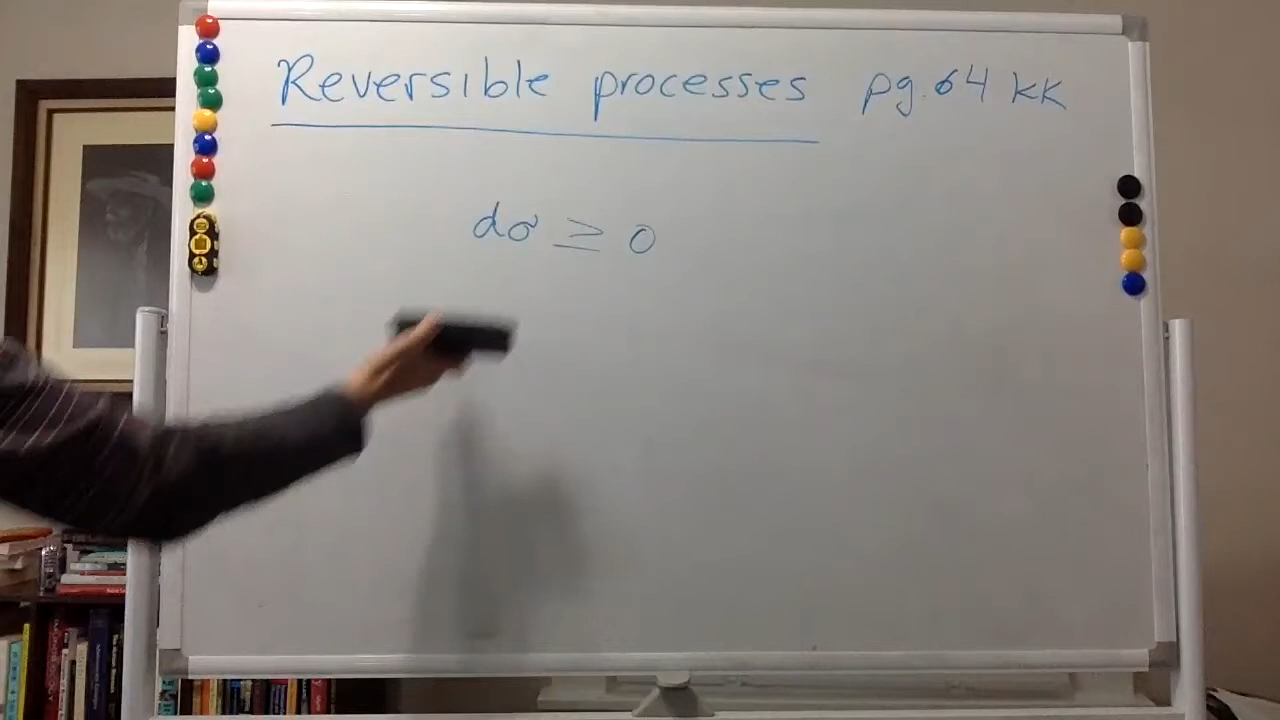 Reversible processes pg. 64 KK
dσ ≥ 0